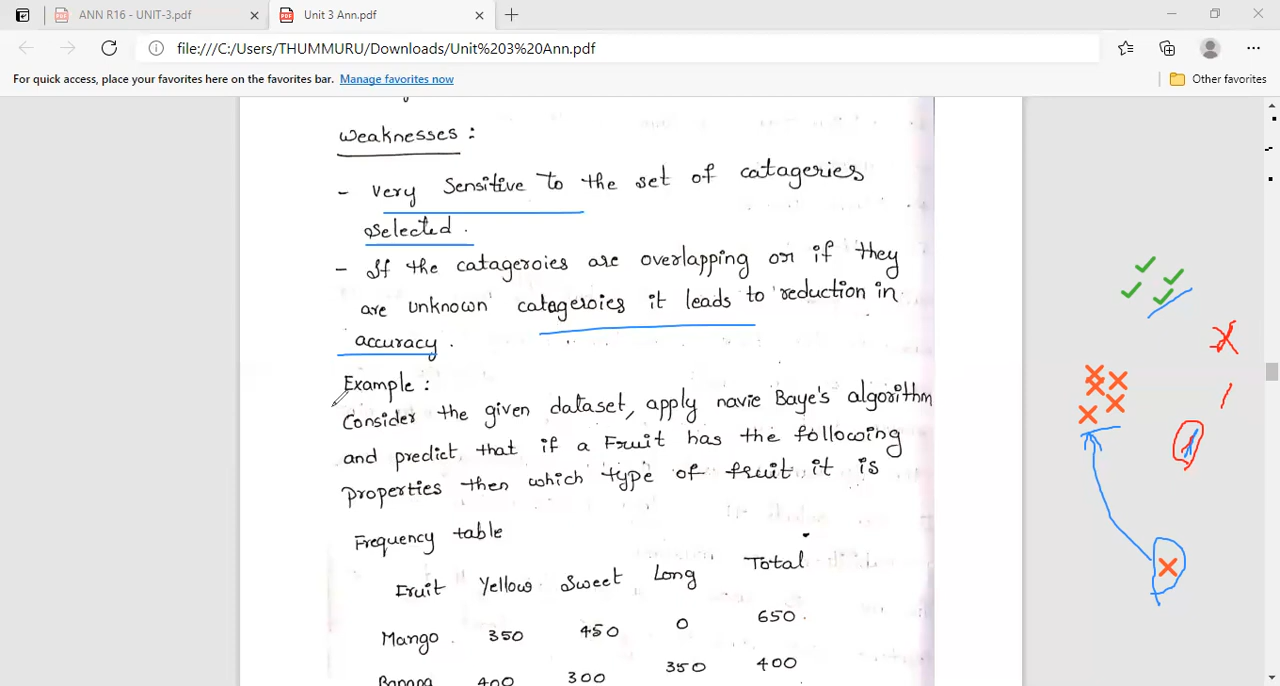 ANN R16 - UNIT-3.pdf
Unit 3 Ann.pdf
file:///C:/Users/THUMMURU/Downloads/Unit%203%20Ann.pdf
For quick access, place your favorites here on the favorites bar. Manage favorites now
Other favorites
Weaknesses :
- Very Sensitive To the set of catageries
selected .
- If the catageroies are overlapping or if they
are unknown catageroies it leads to reduction in
accuracy .
Example :
Consider the given dataset, apply navie Baye's algorithm
and predict that if a Fruit has the following
properties then which type of fruit it is
Frequency table
Fruit Yellow Sweet Long Total
Mango 350 450 0 650
Banana 400 300 350 400